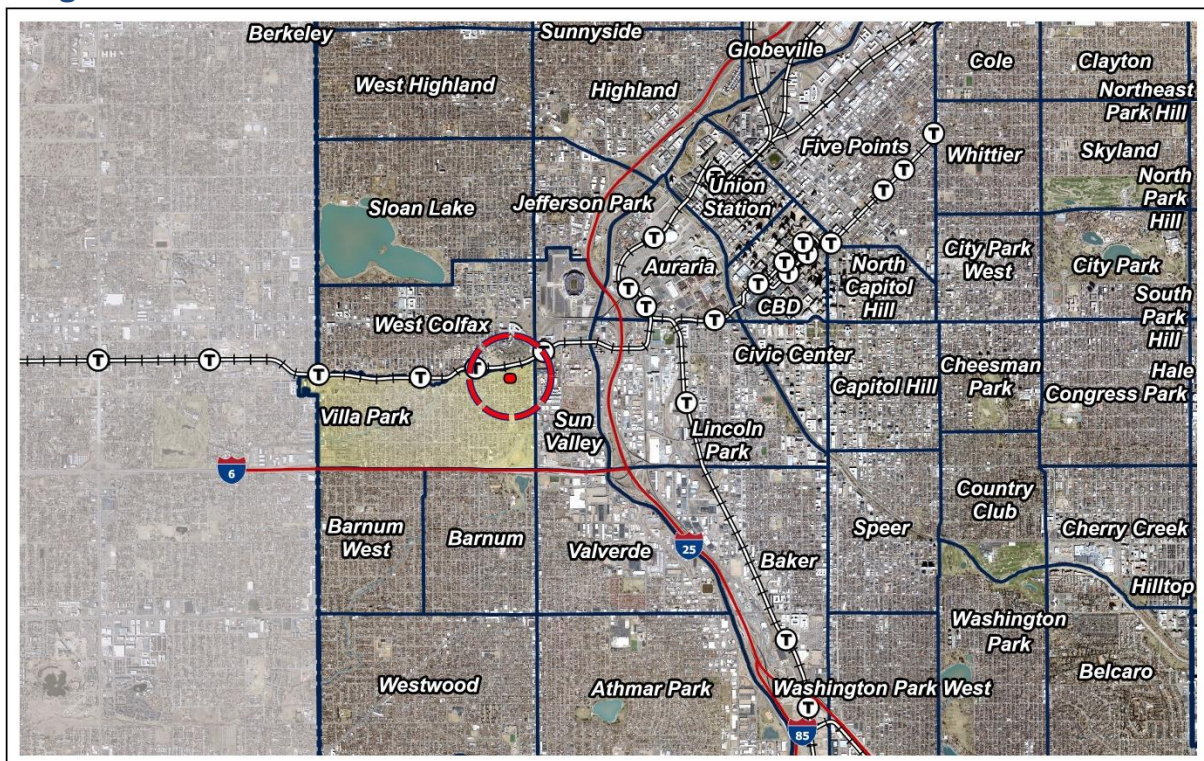 Berkeley
Sunnyside
Globeville
Cole
Clayton
West Highland
Highland
Northeast
Park Hill
Five Points
Whittier
Skyland
Union
Station
North
Park
Hill
Sloan Lake
Jefferson Park
T
T
T
T
T
T
T
T
T
T
T
Auraria
North
Capitol
Hill
City Park
West
City Park
CBD
South
Park
Hill
West Colfax
T
T
T
T
Civic Center
Capitol Hill
Cheesman
Park
Hale
Congress Park
T
T
T
T
T
T
Villa Park
Sun
Valley
Lincoln
Park
6
Country
Club
Barnum
West
Barnum
Valverde
25
Baker
Speer
Cherry Creek
Hilltop
Washington
Park
T
Westwood
Athmar Park
Washington Park West
Belcaro
T
85